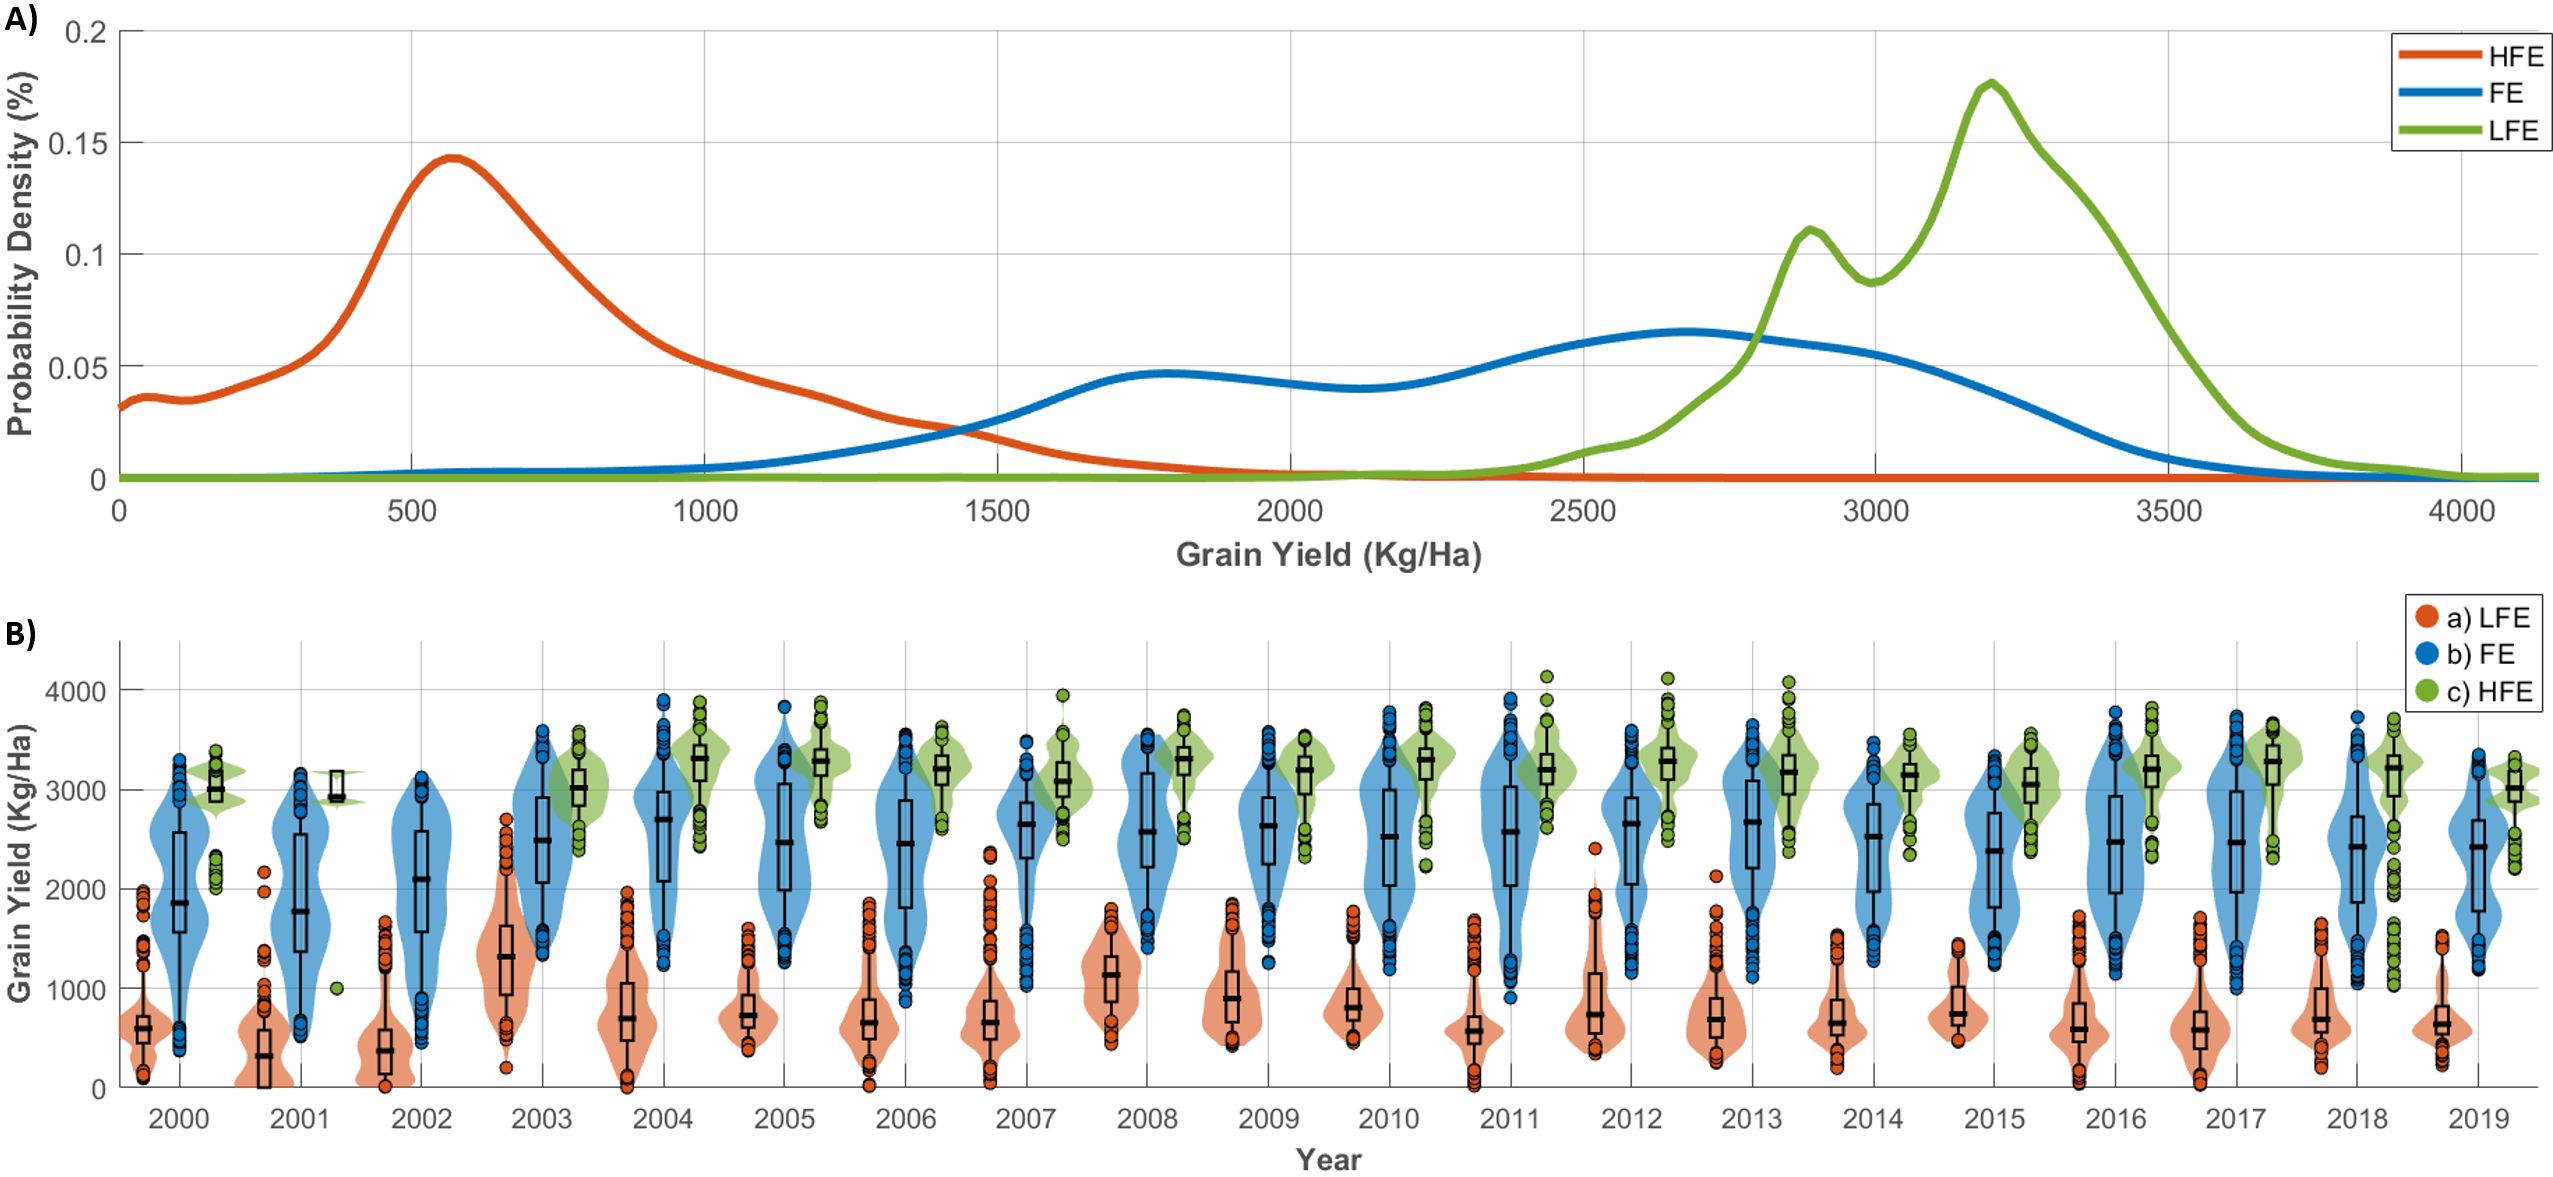 A)
Probability Density (%)
0.2
0.15
0.1
0.05
0
HFE
FE
LFE
0 500 1000 1500 2000 2500 3000 3500 4000
Grain Yield (Kg/Ha)
B)
Grain Yield (Kg/Ha)
4000
3000
2000
1000
0
a) LFE
b) FE
c) HFE
2000 2001 2002 2003 2004 2005 2006 2007 2008 2009 2010 2011 2012 2013 2014 2015 2016 2017 2018 2019
Year